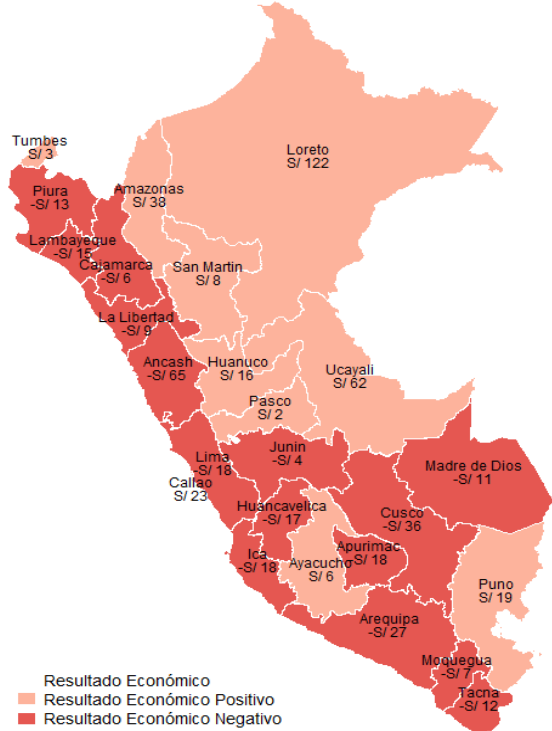 Tumbes
S/ 3
Loreto
S/ 122
Piura
-S/ 13
Amazonas
S/ 38
Lambayeque
-S/ 15
Cajamarca
-S/ 6
San Martin
S/ 8
La Libertad
-S/ 9
Ancash
-S/ 65
Huanuco
S/ 16
Ucayali
S/ 62
Pasco
S/ 2
Junin
-S/ 4
Lima
-S/ 18
Madre de Dios
-S/ 11
Callao
S/ 23
Huancavelica
-S/ 17
Cusco
-S/ 36
Ica
-S/ 18
Ayacucho
S/ 6
Apurimac
-S/ 18
Puno
S/ 19
Arequipa
-S/ 27
Moquegua
-S/ 7
Tacna
-S/ 12
Resultado Económico
Resultado Económico Positivo
Resultado Económico Negativo